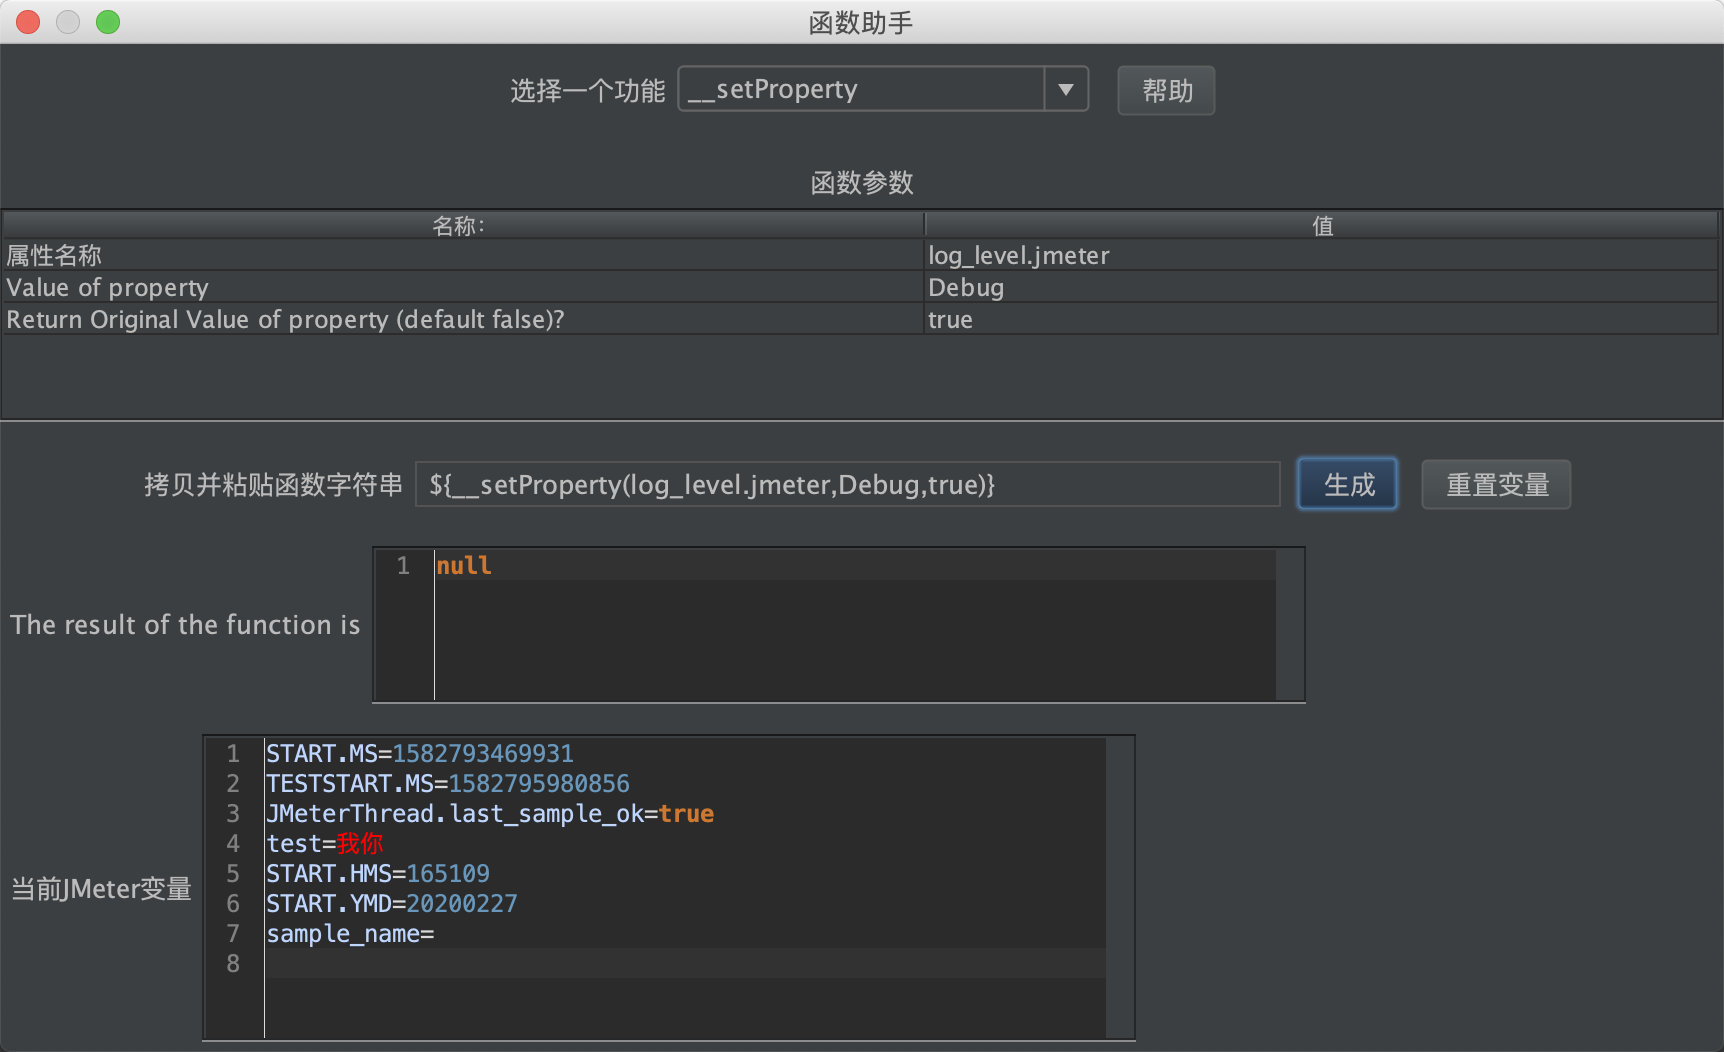 函数助手
选择一个功能 __setProperty 帮助
函数参数
名称: 值
属性名称 log_level.jmeter
Value of property Debug
Return Original Value of property (default false)? true
拷贝并粘贴函数字符串 ${__setProperty(log_level.jmeter,Debug,true)} 生成 重置变量
1 null
The result of the function is
1 START.MS=1582793469931
2 TESTSTART.MS=1582795980856
3 JMeterThread.last_sample_ok=true
4 test=我你
5 START.HMS=165109
当前JMeter变量
6 START.YMD=20200227
7 sample_name=
8